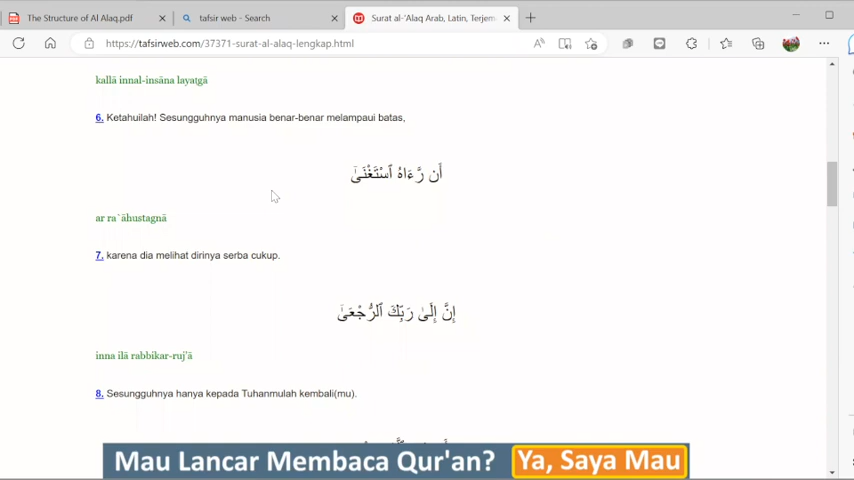 The Structure of Al Alaq.pdf
tafsir web - Search
Surat al-'Alaq Arab, Latin, Terjem
https://tafsirweb.com/37371-surat-al-alaq-lengkap.html
kallā innal-insāna layaṭgā
6. Ketahuilah! Sesungguhnya manusia benar-benar melampaui batas,
أَن رَّءَاهُ ٱسْتَغْنَىٰٓ
ar ra`āhustagnā
7. karena dia melihat dirinya serba cukup.
إِنَّ إِلَىٰ رَبِّكَ ٱلرُّجْعَىٰٓ
inna ilā rabbikar-ruj'ā
8. Sesungguhnya hanya kepada Tuhanmulah kembali(mu).
Mau Lancar Membaca Qur'an? Ya, Saya Mau